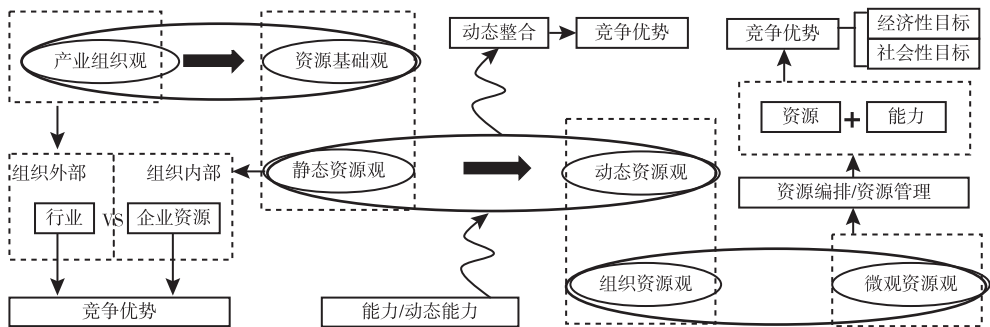 产业组织观
资源基础观
动态整合
竞争优势
竞争优势
经济性目标
社会性目标
资源
+
能力
组织外部
组织内部
静态资源观
动态资源观
资源编排/资源管理
行业
VS
企业资源
组织资源观
微观资源观
竞争优势
能力/动态能力